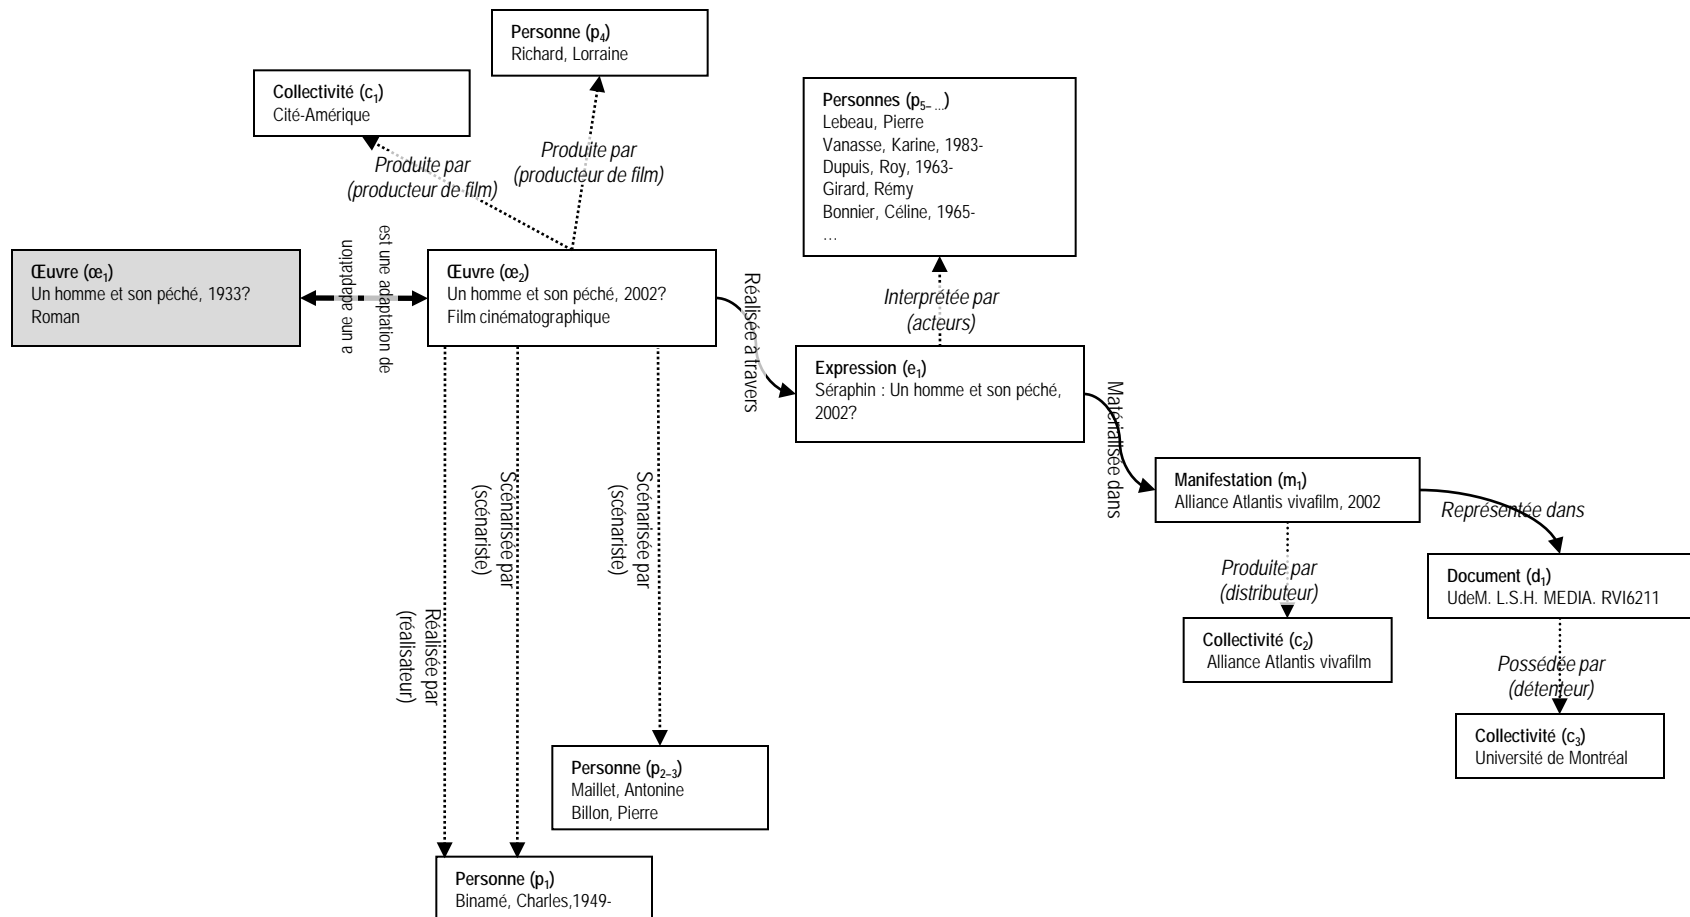 Personne (p4)
Richard, Lorraine
Collectivité (c1)
Cité-Amérique
Personnes (p5– ...)
Lebeau, Pierre
Vanasse, Karine, 1983-
Dupuis, Roy, 1963-
Girard, Rémy
Bonnier, Céline, 1965-
…
Produite par
(producteur de film)
Produite par
(producteur de film)
Œuvre (œ1)
Un homme et son péché, 1933?
Roman
a une adaptation
est une adaptation de
Œuvre (œ2)
Un homme et son péché, 2002?
Film cinématographique
Réalisée à travers
Interprétée par
(acteurs)
Expression (e1)
Séraphin : Un homme et son péché,
2002?
Matérialisée dans
Manifestation (m1)
Alliance Atlantis vivafilm, 2002
Représentée dans
Produite par
(distributeur)
Document (d1)
UdeM. L.S.H. MEDIA. RVI6211
Collectivité (c2)
Alliance Atlantis vivafilm
Possédée par
(détenteur)
Collectivité (c3)
Université de Montréal
Réalisée par
(réalisateur)
Scénarisée par
(scénariste)
Scénarisée par
(scénariste)
Personne (p2–3)
Maillet, Antonine
Billon, Pierre
Personne (p1)
Binamé, Charles,1949-